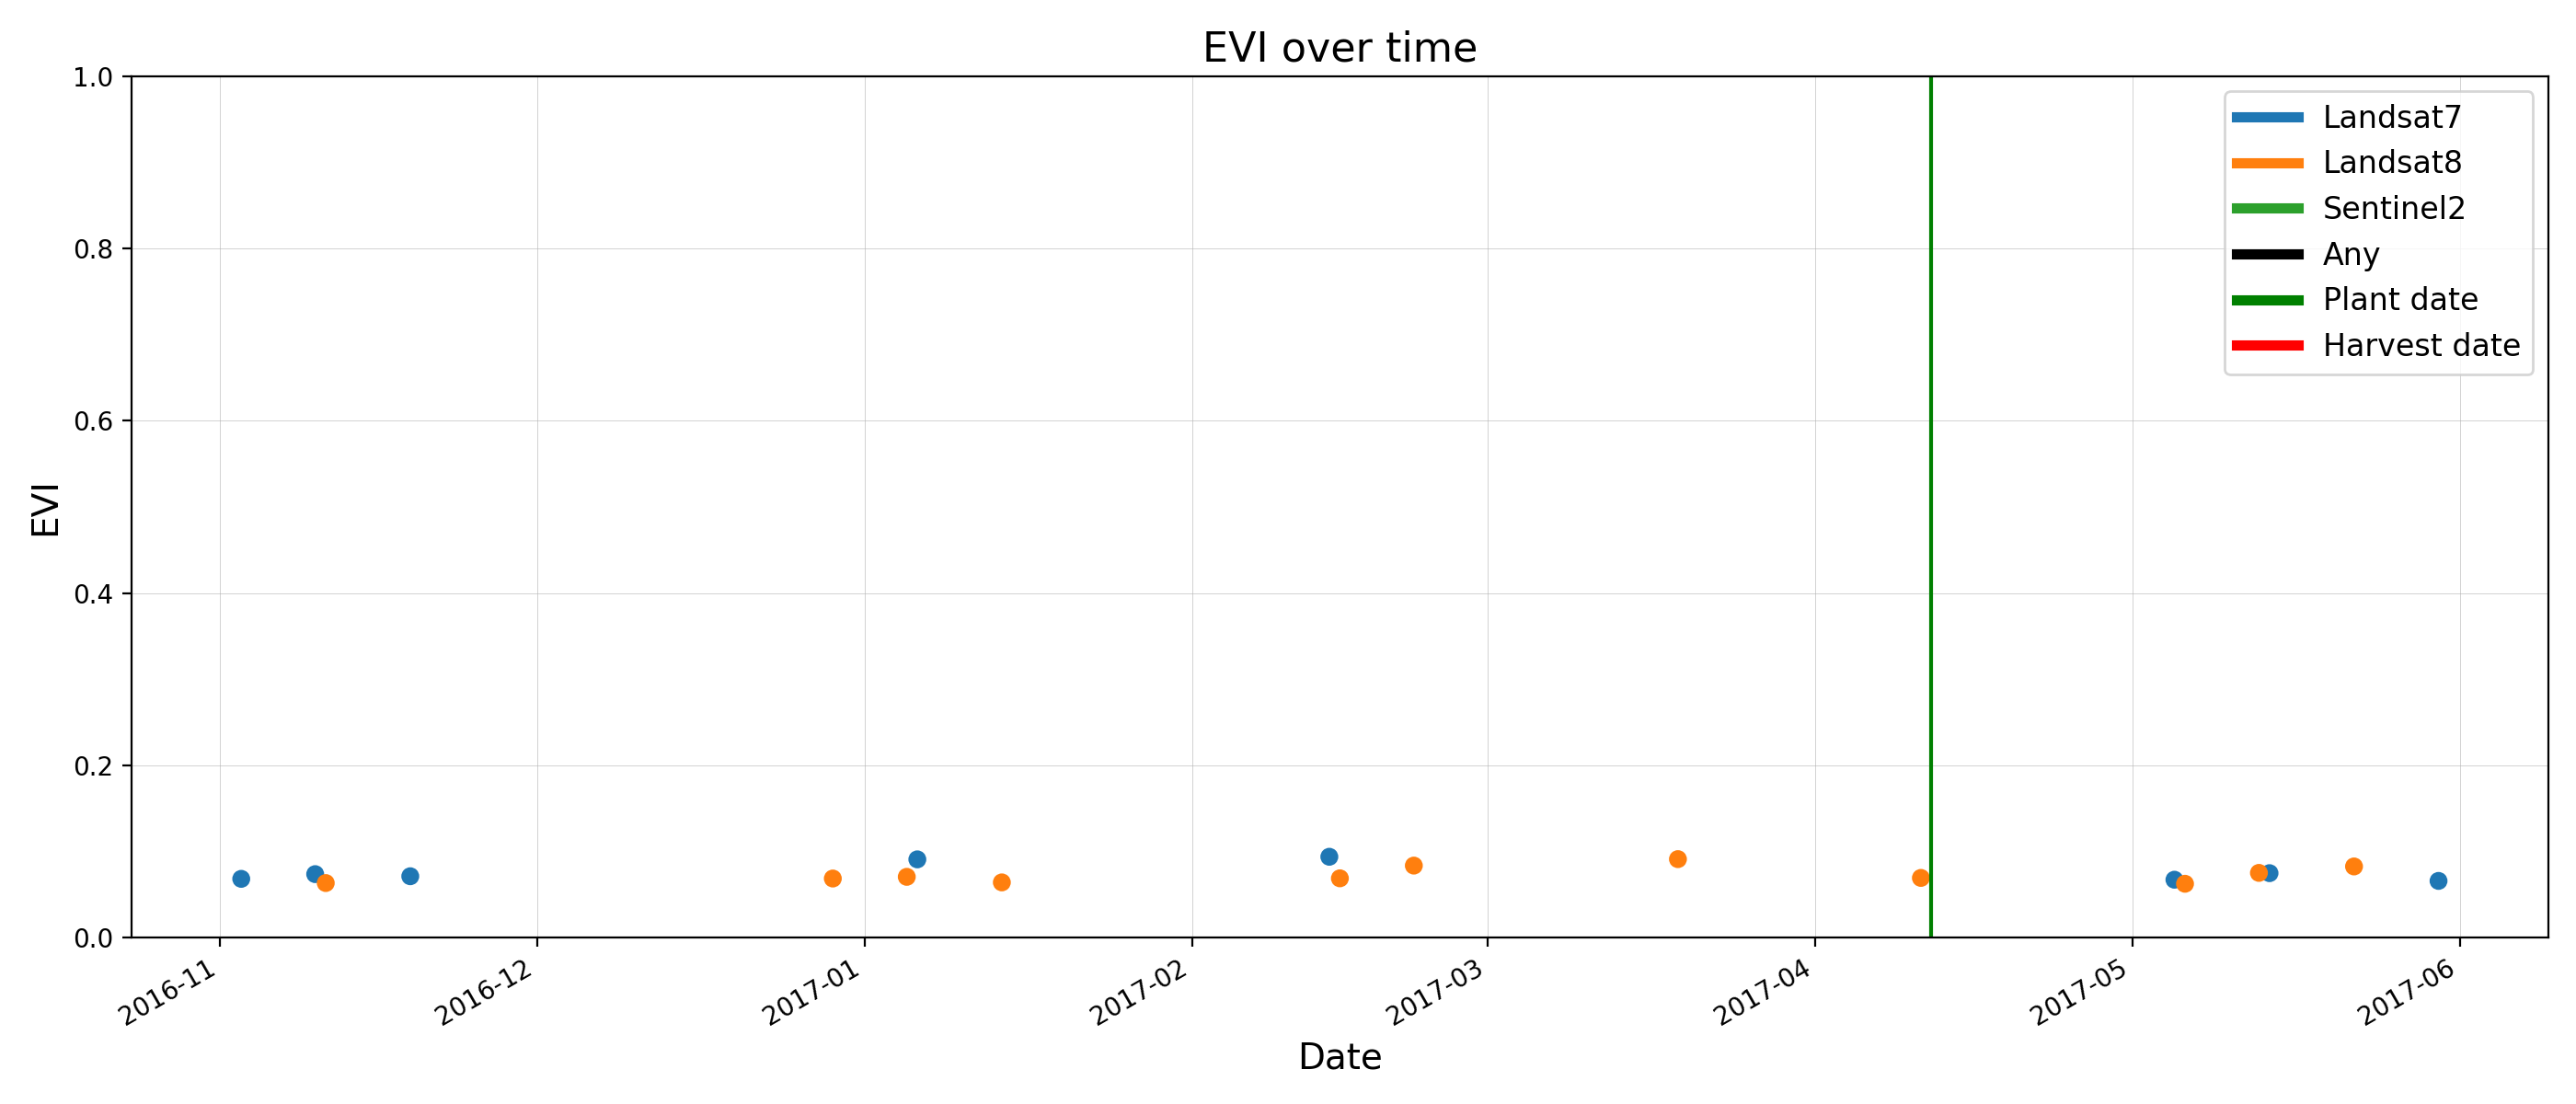 EVI over time
1.0
0.8
0.6
0.4
0.2
0.0
EVI
Landsat7
Landsat8
Sentinel2
Any
Plant date
Harvest date
2016-11
2016-12
2017-01
2017-02
2017-03
2017-04
2017-05
2017-06
Date